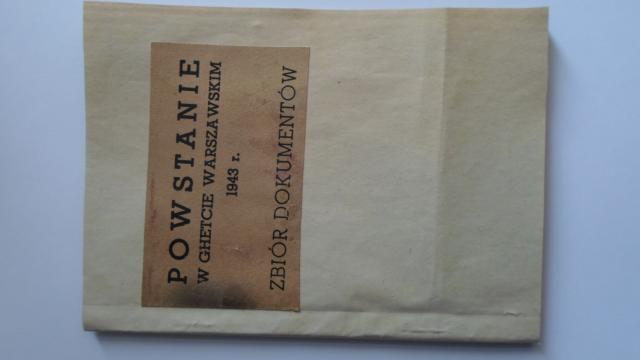 POWSTANIE
W GHETCIE WARSZAWSKIM
1943 r.
ZBIÓR DOKUMENTÓW